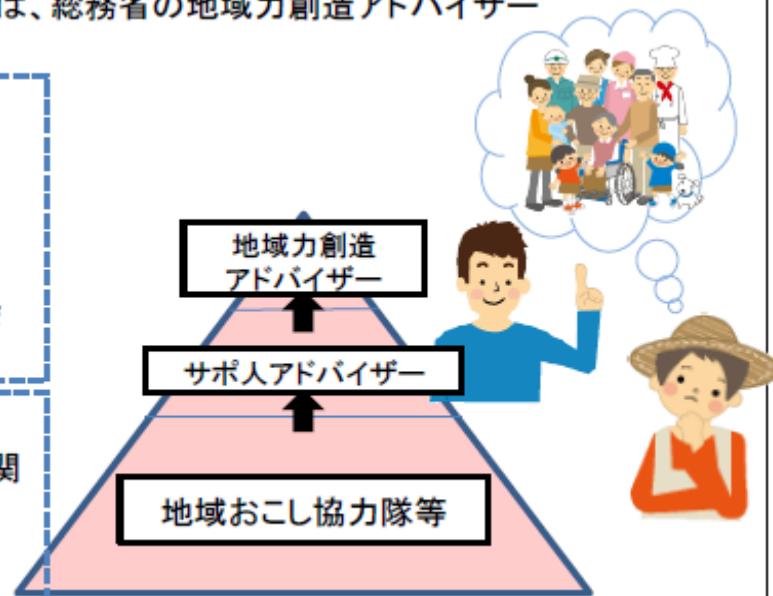 は、総務省の地域力創造アドバイザー
地域力創造
アドバイザー
サポ人アドバイザー
関
地域おこし協力隊等